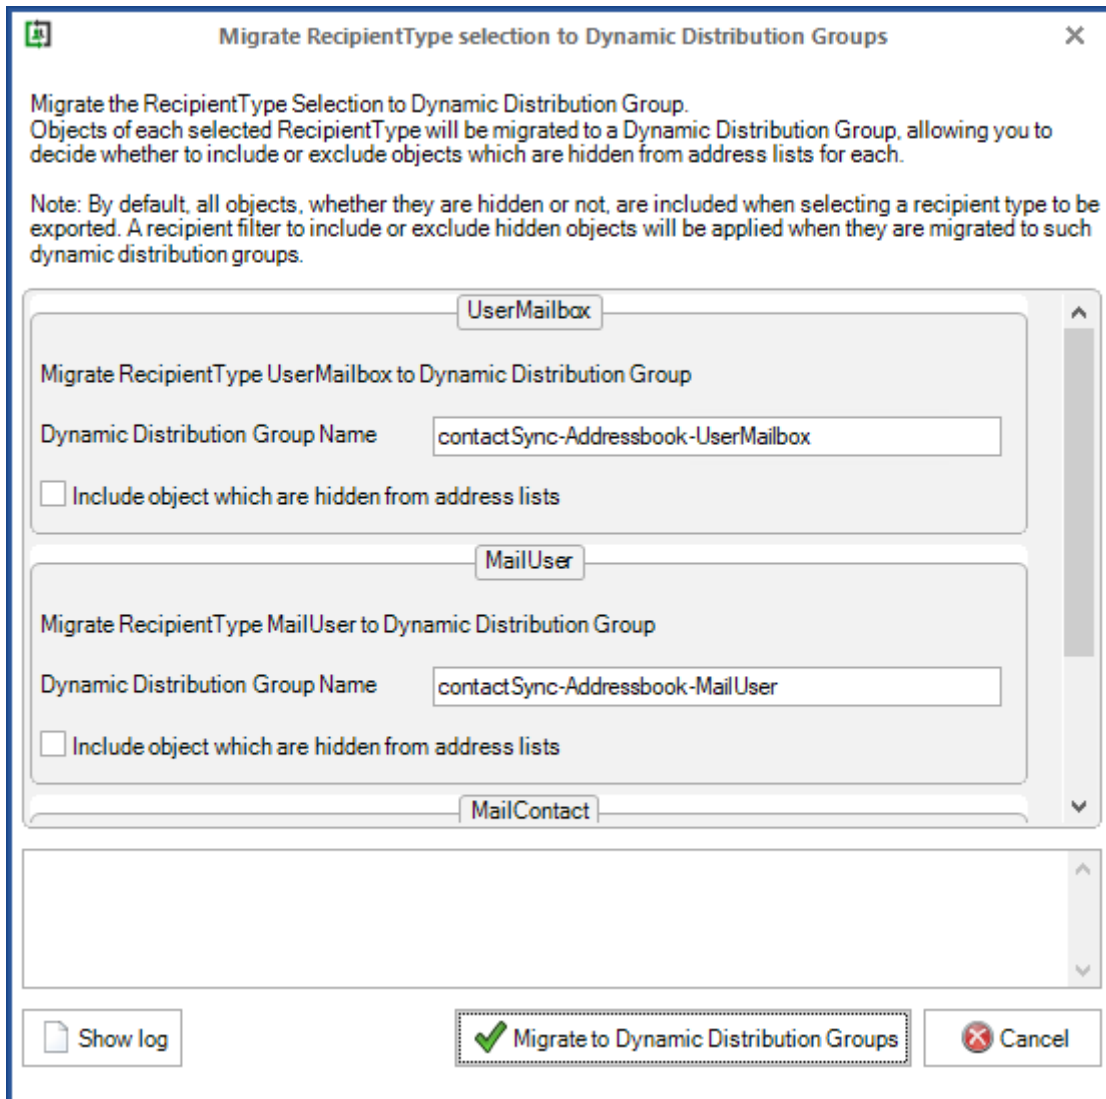 Migrate RecipientType selection to Dynamic Distribution Groups
Migrate the RecipientType Selection to Dynamic Distribution Group.
Objects of each selected RecipientType will be migrated to a Dynamic Distribution Group, allowing you to
decide whether to include or exclude objects which are hidden from address lists for each.
Note: By default, all objects, whether they are hidden or not, are included when selecting a recipient type to be
exported. A recipient filter to include or exclude hidden objects will be applied when they are migrated to such
dynamic distribution groups.
UserMailbox
Migrate RecipientType UserMailbox to Dynamic Distribution Group
Dynamic Distribution Group Name contactSync-Addressbook-UserMailbox
Include object which are hidden from address lists
MailUser
Migrate RecipientType MailUser to Dynamic Distribution Group
Dynamic Distribution Group Name contactSync-Addressbook-MailUser
Include object which are hidden from address lists
MailContact
Show log Migrate to Dynamic Distribution Groups Cancel